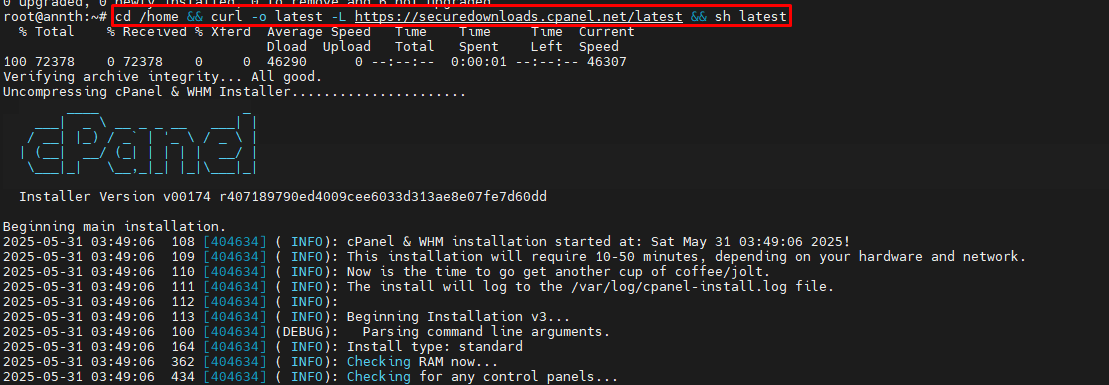 0 upgraded, 0 newly installed, 0 to remove and 6 not upgraded.
root@annth:~# cd /home && curl -o latest -L https://securedownloads.cpanel.net/latest && sh latest
% Total % Received % Xferd Average Speed Time Time Time Current
Dload Upload Total Spent Left Speed
100 72378 0 72378 0 0 46290 0 --:--:-- 0:00:01 --:--:-- 46307
Verifying archive integrity... All good.
Uncompressing cPanel & WHM Installer......................
cPanel
Installer Version v00174 r407189790ed4009cee6033d313ae8e07fe7d60dd
Beginning main installation.
2025-05-31 03:49:06 108 [404634] ( INFO): cPanel & WHM installation started at: Sat May 31 03:49:06 2025!
2025-05-31 03:49:06 109 [404634] ( INFO): This installation will require 10-50 minutes, depending on your hardware and network.
2025-05-31 03:49:06 110 [404634] ( INFO): Now is the time to go get another cup of coffee/jolt.
2025-05-31 03:49:06 111 [404634] ( INFO): The install will log to the /var/log/cpanel-install.log file.
2025-05-31 03:49:06 112 [404634] ( INFO):
2025-05-31 03:49:06 113 [404634] ( INFO): Beginning Installation v3...
2025-05-31 03:49:06 100 [404634] (DEBUG): Parsing command line arguments.
2025-05-31 03:49:06 164 [404634] ( INFO): Install type: standard
2025-05-31 03:49:06 362 [404634] ( INFO): Checking RAM now...
2025-05-31 03:49:06 434 [404634] ( INFO): Checking for any control panels...